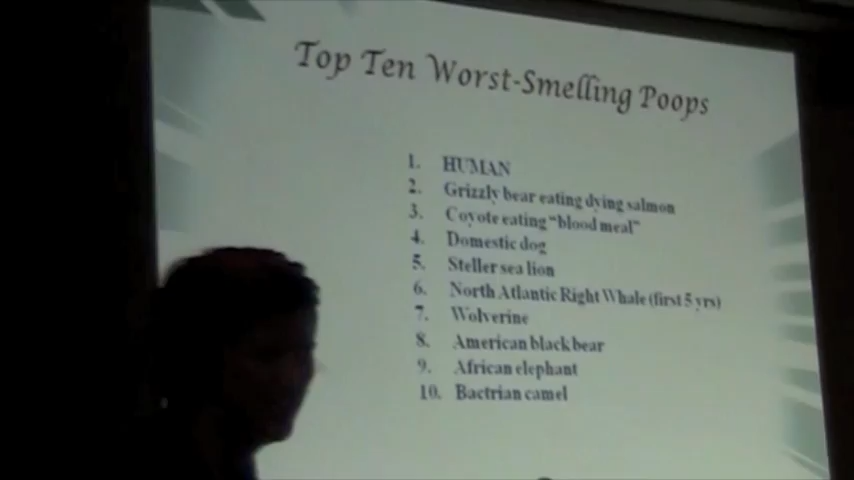 Top Ten Worst-Smelling Poops
1. HUMAN
2. Grizzly bear eating dying salmon
3. Coyote eating "blood meal"
4. Domestic dog
5. Steller sea lion
6. North Atlantic Right Whale (first 5 yrs)
7. Wolverine
8. American black bear
9. African elephant
10. Bactrian camel